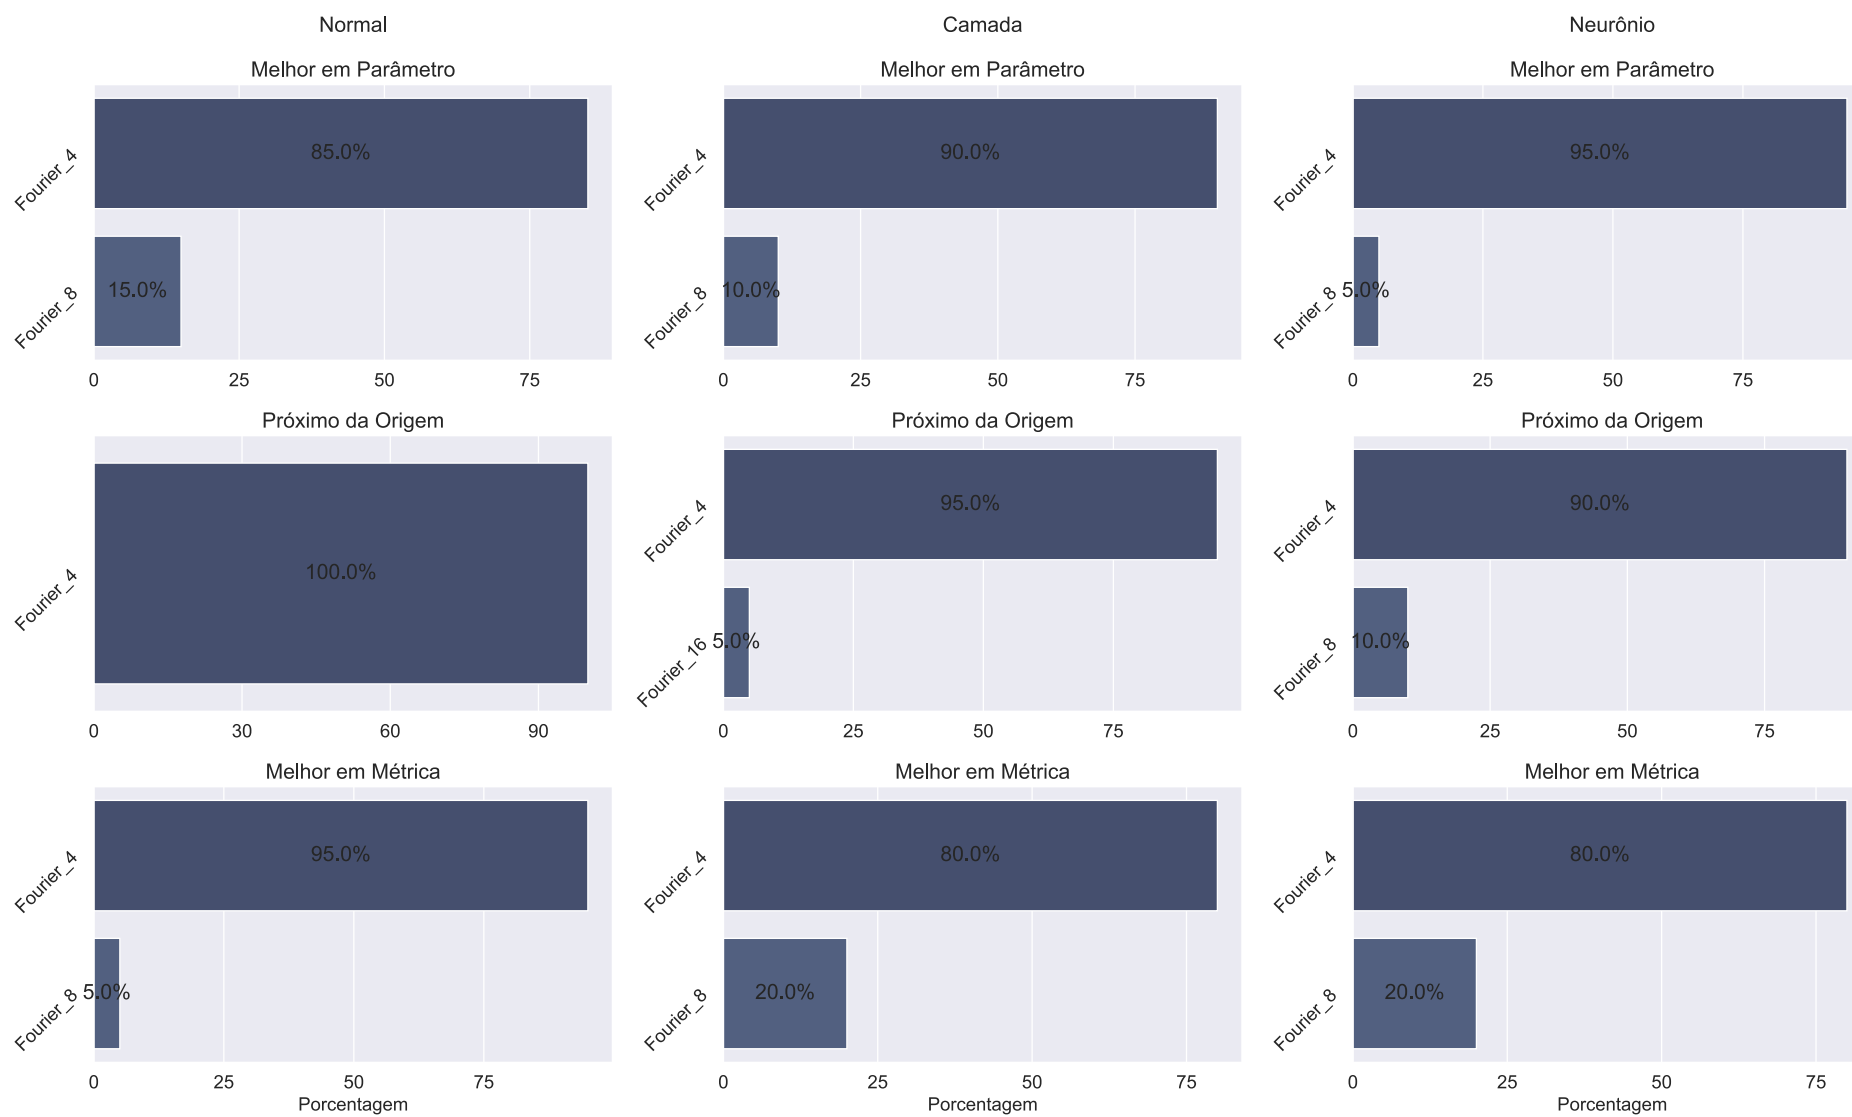 Normal
Camada
Neurônio
Melhor em Parâmetro
Melhor em Parâmetro
Melhor em Parâmetro
Fourier_4
85.0%
Fourier_8
15.0%
0 25 50 75
Fourier_4
90.0%
Fourier_8
10.0%
0 25 50 75
Fourier_4
95.0%
Fourier_8
5.0%
0 25 50 75
Próximo da Origem
Próximo da Origem
Próximo da Origem
Fourier_4
100.0%
0 30 60 90
Fourier_4
95.0%
Fourier_16
5.0%
0 25 50 75
Fourier_4
90.0%
Fourier_8
10.0%
0 25 50 75
Melhor em Métrica
Melhor em Métrica
Melhor em Métrica
Fourier_4
95.0%
Fourier_8
5.0%
0 25 50 75
Porcentagem
Fourier_4
80.0%
Fourier_8
20.0%
0 25 50 75
Porcentagem
Fourier_4
80.0%
Fourier_8
20.0%
0 25 50 75
Porcentagem